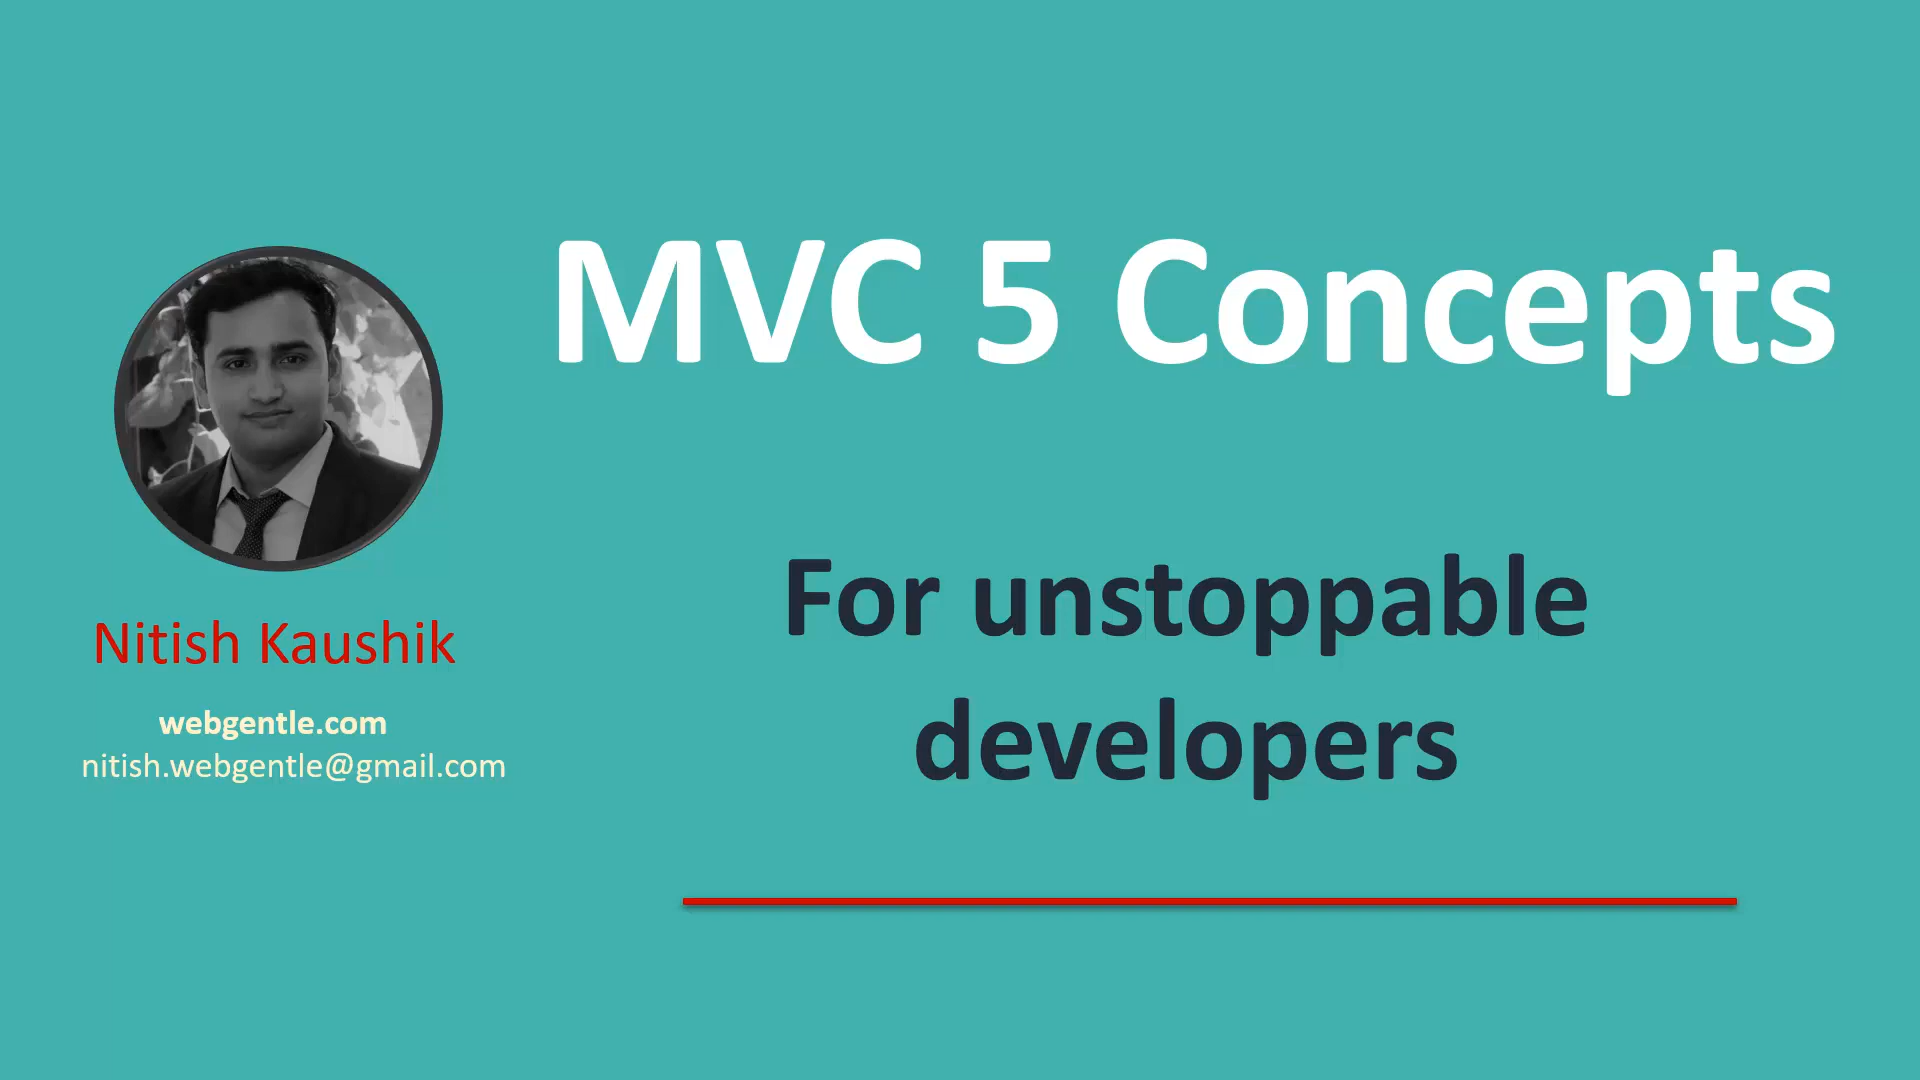 MVC 5 Concepts
For unstoppable
developers
Nitish Kaushik
webgentle.com
nitish.webgentle@gmail.com